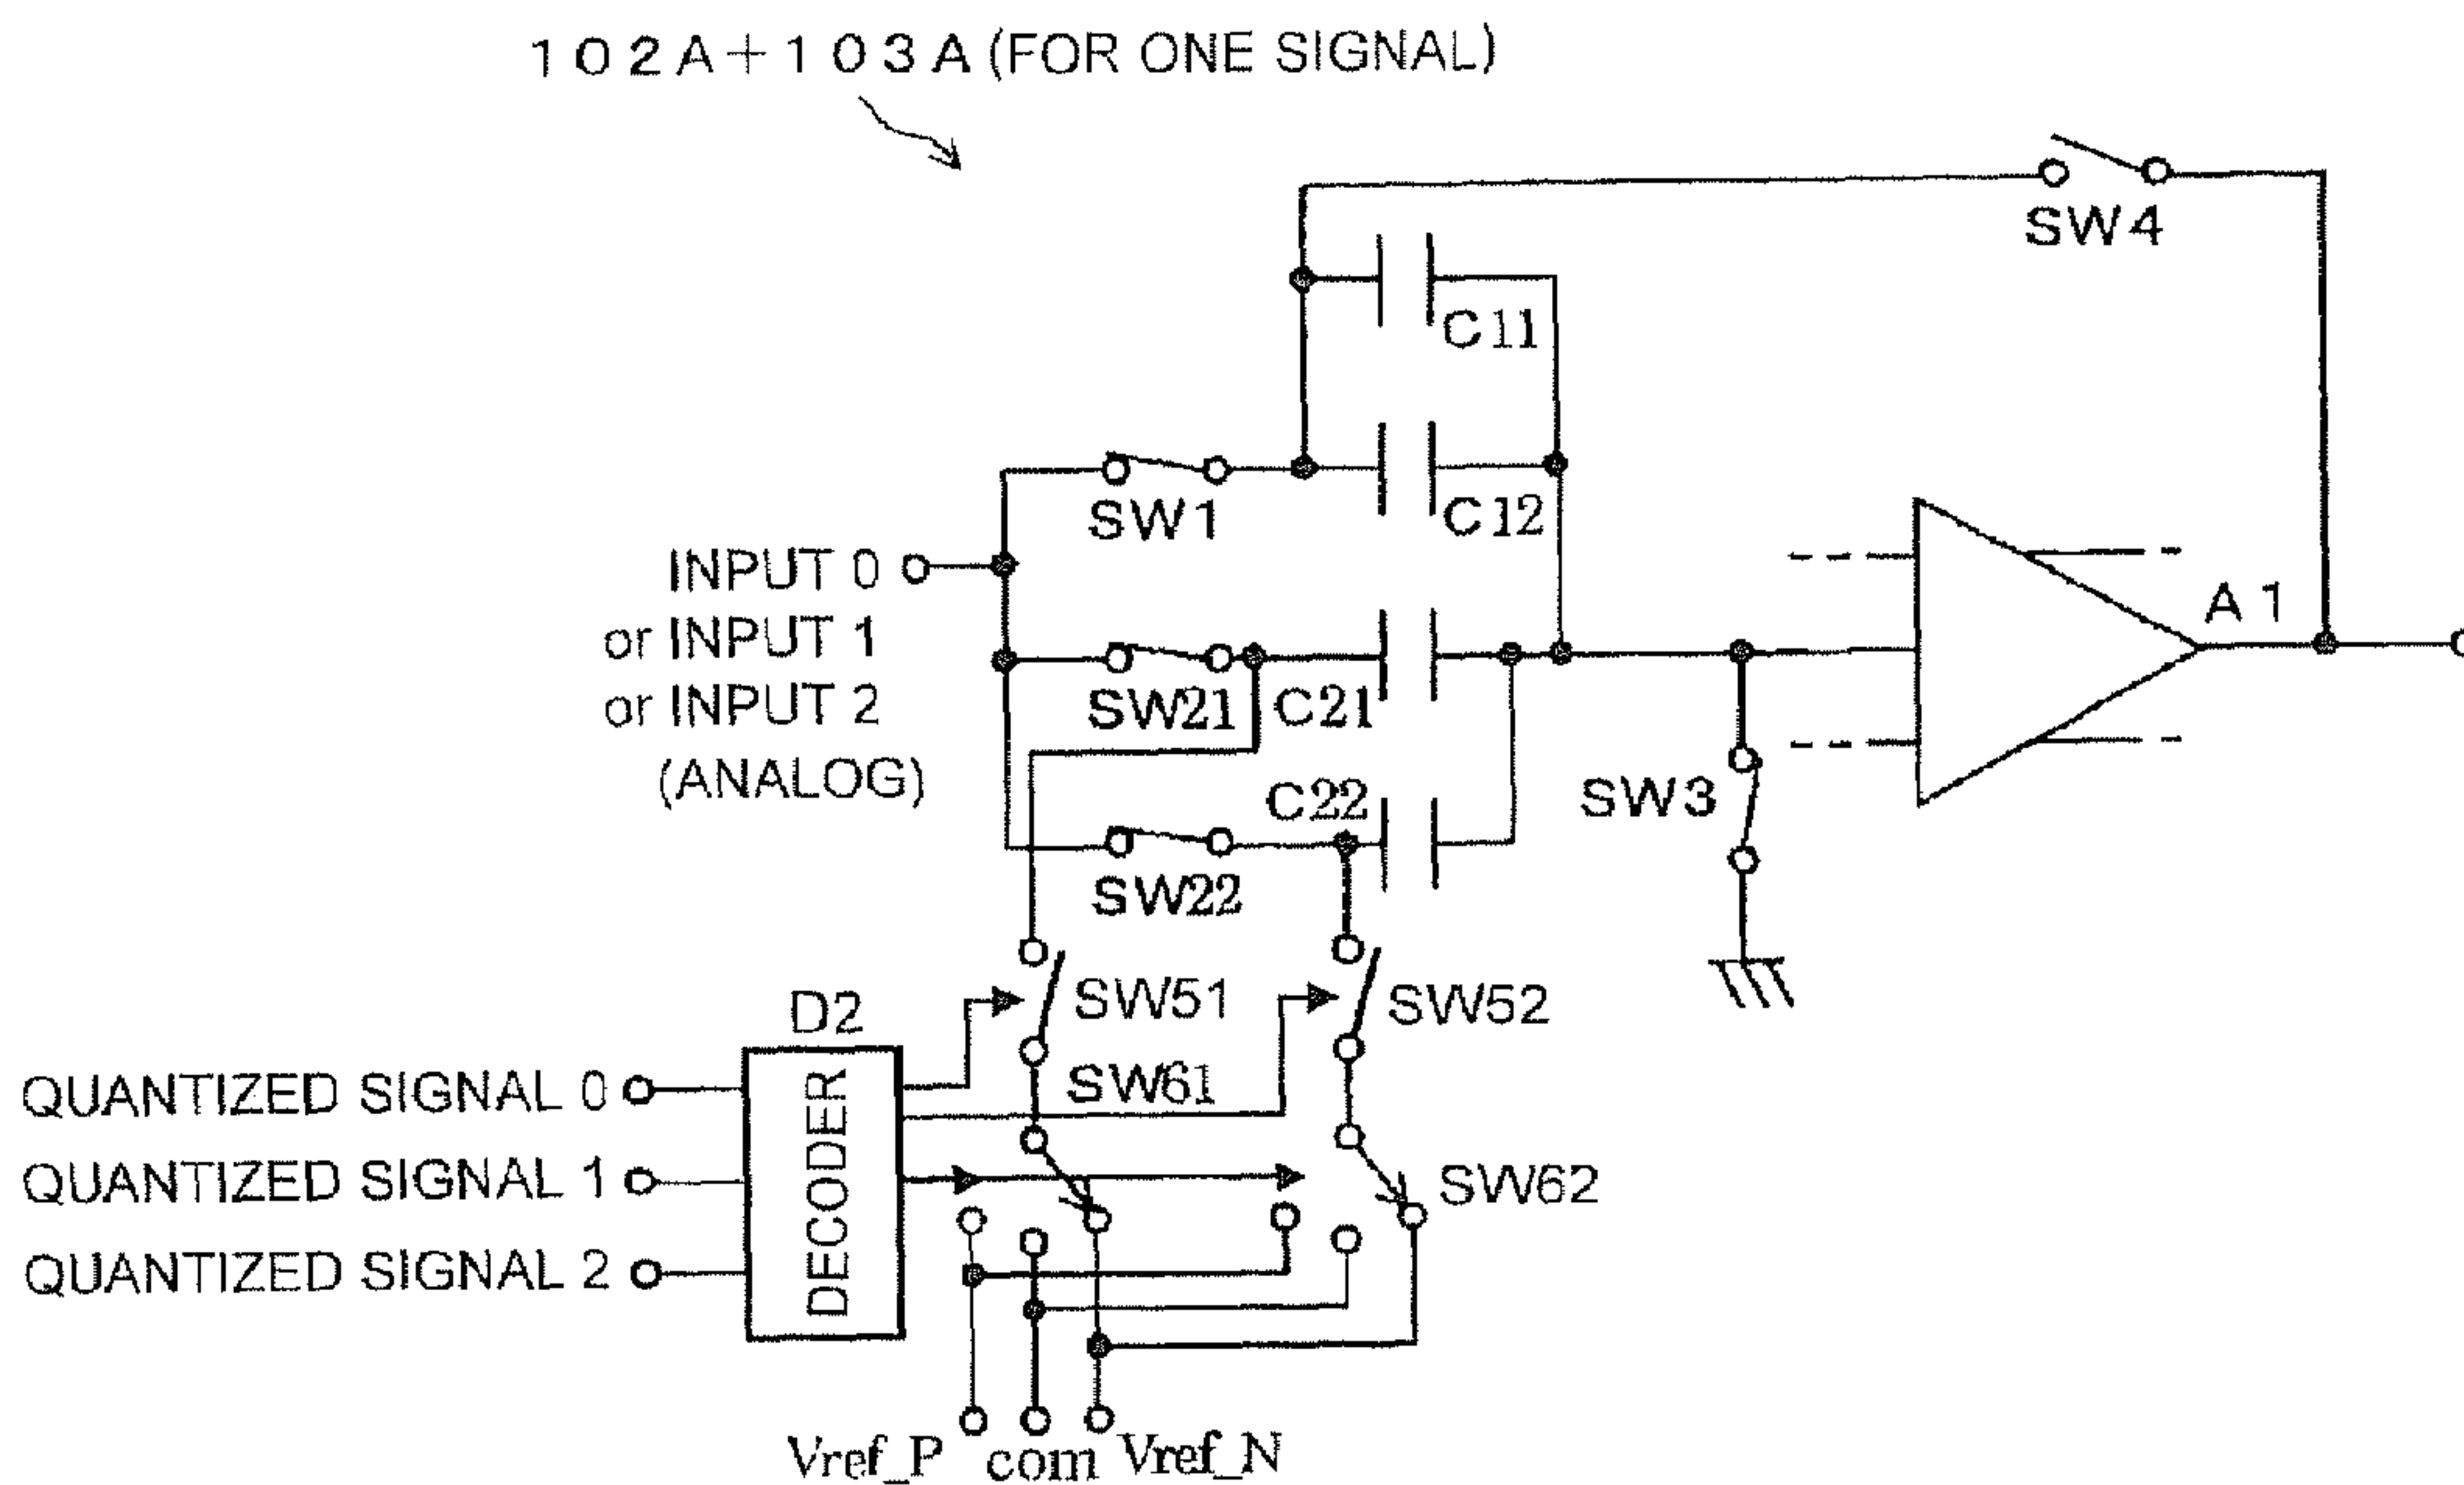 102A+103A (FOR ONE SIGNAL)
SW4
C11
SW1
C12
INPUT 0
or INPUT 1
or INPUT 2
(ANALOG)
A1
SW21
C21
C22
SW3
SW22
D2
SW51
SW52
QUANTIZED SIGNAL 0
QUANTIZED SIGNAL 1
QUANTIZED SIGNAL 2
DECODER
SW61
SW62
Vref_P
com
Vref_N